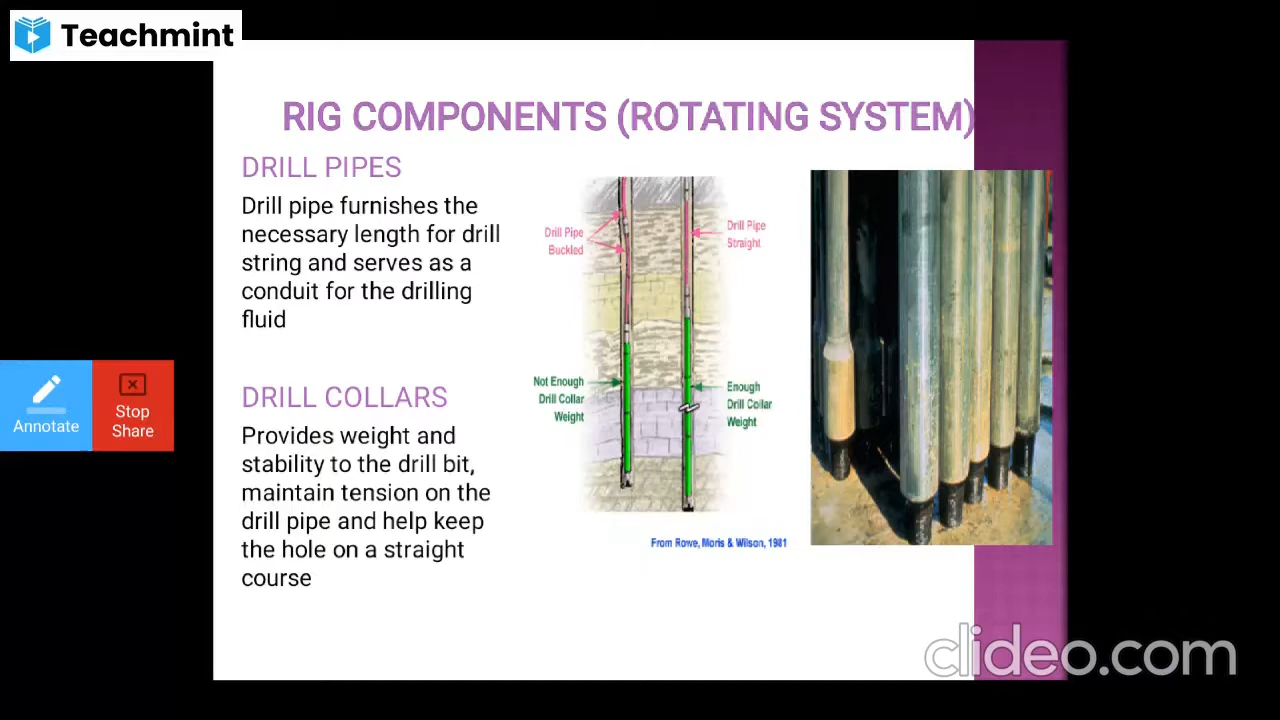 Teachmint
RIG COMPONENTS (ROTATING SYSTEM)
DRILL PIPES
Drill pipe furnishes the
necessary length for drill
string and serves as a
conduit for the drilling
fluid
DRILL COLLARS
Provides weight and
stability to the drill bit,
maintain tension on the
drill pipe and help keep
the hole on a straight
course
Drill Pipe
Buckled
Drill Pipe
Straight
Not Enough
Drill Collar
Weight
Enough
Drill Collar
Weight
From Rowe, Moris & Wilson, 1981
Annotate
Stop
Share
clideo.com